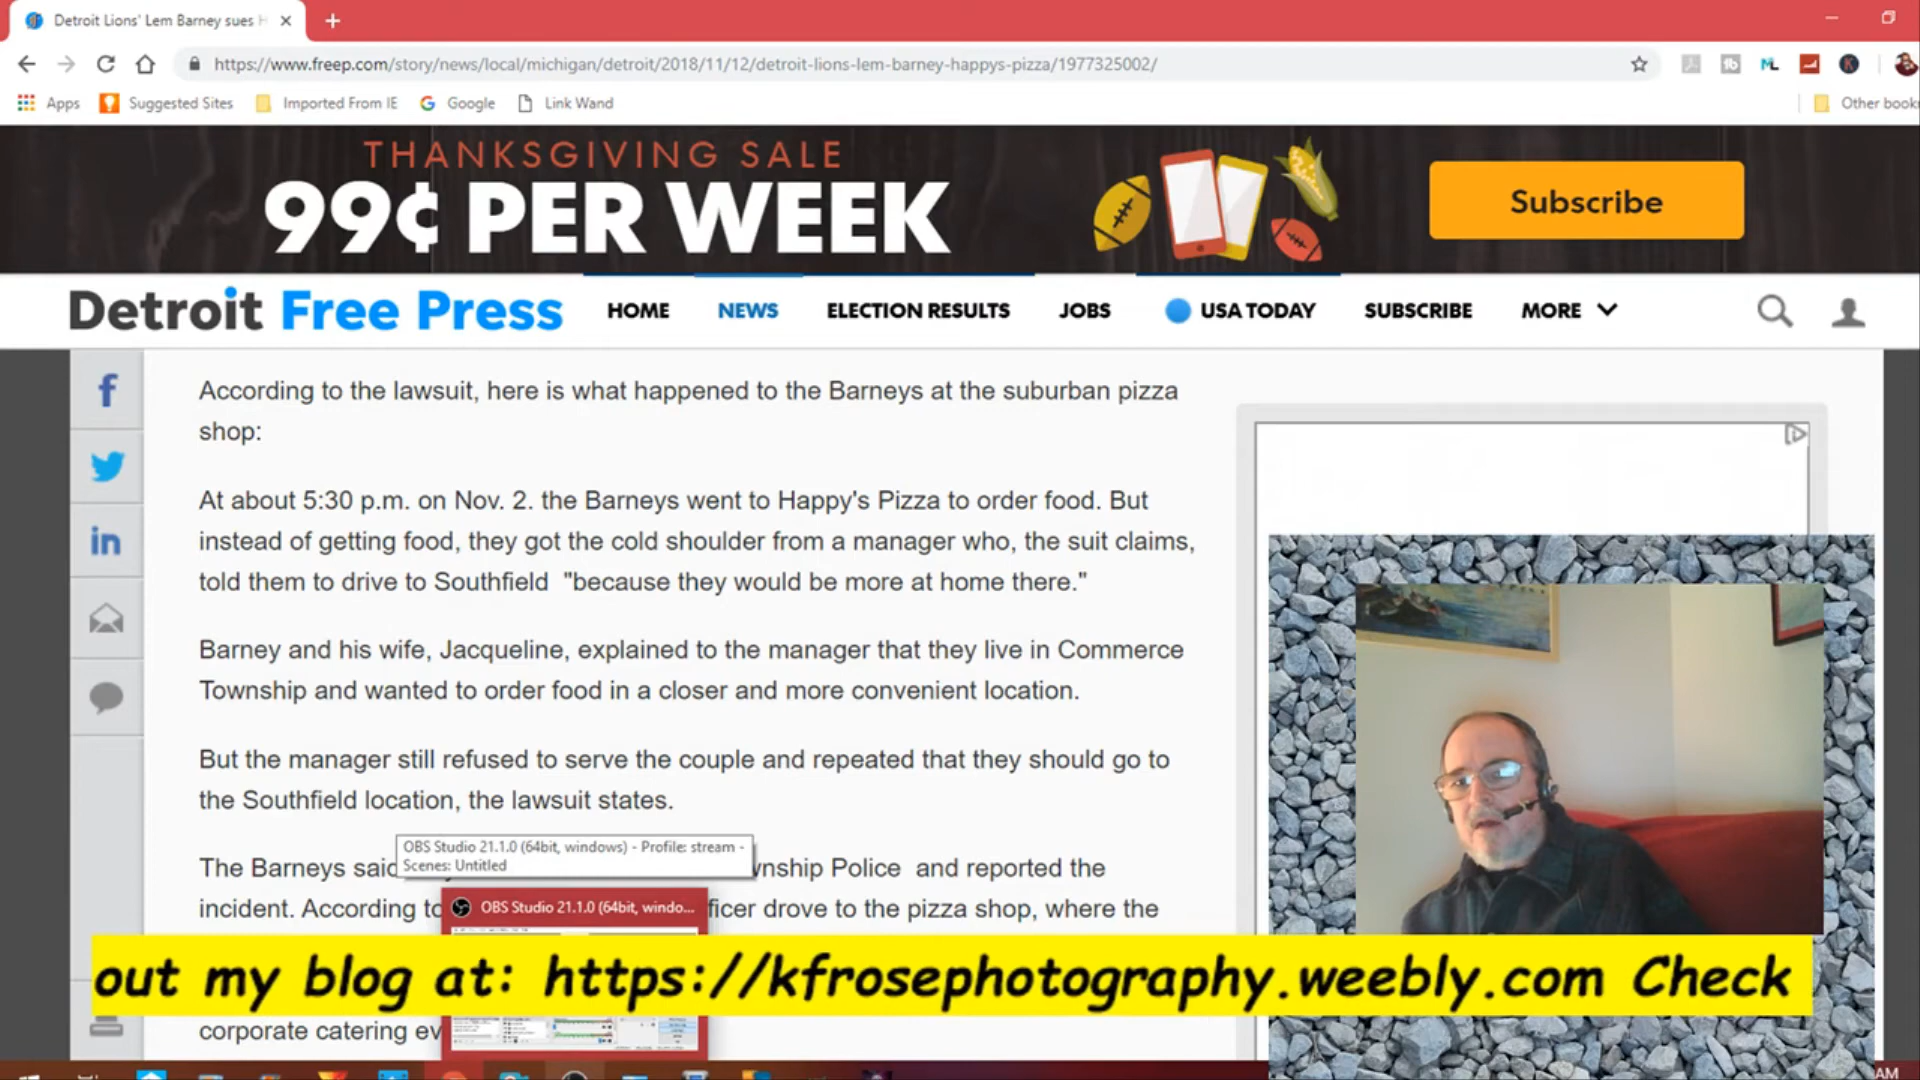 Detroit Lions' Lem Barney sues H
https://www.freep.com/story/news/local/michigan/detroit/2018/11/12/detroit-lions-lem-barney-happys-pizza/1977325002/
Apps Suggested Sites Imported From IE Google Link Wand Other book
THANKSGIVING SALE
99¢ PER WEEK
Subscribe
Detroit Free Press HOME NEWS ELECTION RESULTS JOBS USA TODAY SUBSCRIBE MORE
According to the lawsuit, here is what happened to the Barneys at the suburban pizza
shop:
At about 5:30 p.m. on Nov. 2. the Barneys went to Happy's Pizza to order food. But
instead of getting food, they got the cold shoulder from a manager who, the suit claims,
told them to drive to Southfield "because they would be more at home there."
Barney and his wife, Jacqueline, explained to the manager that they live in Commerce
Township and wanted to order food in a closer and more convenient location.
But the manager still refused to serve the couple and repeated that they should go to
the Southfield location, the lawsuit states.
OBS Studio 21.1.0 (64bit, windows) - Profile: stream -
Scenes: Untitled
The Barneys said wnship Police and reported the
incident. According to OBS Studio 21.1.0 (64bit, windo... ficer drove to the pizza shop, where the
out my blog at: https://kfrosephotography.weebly.com Check
corporate catering ev
AM